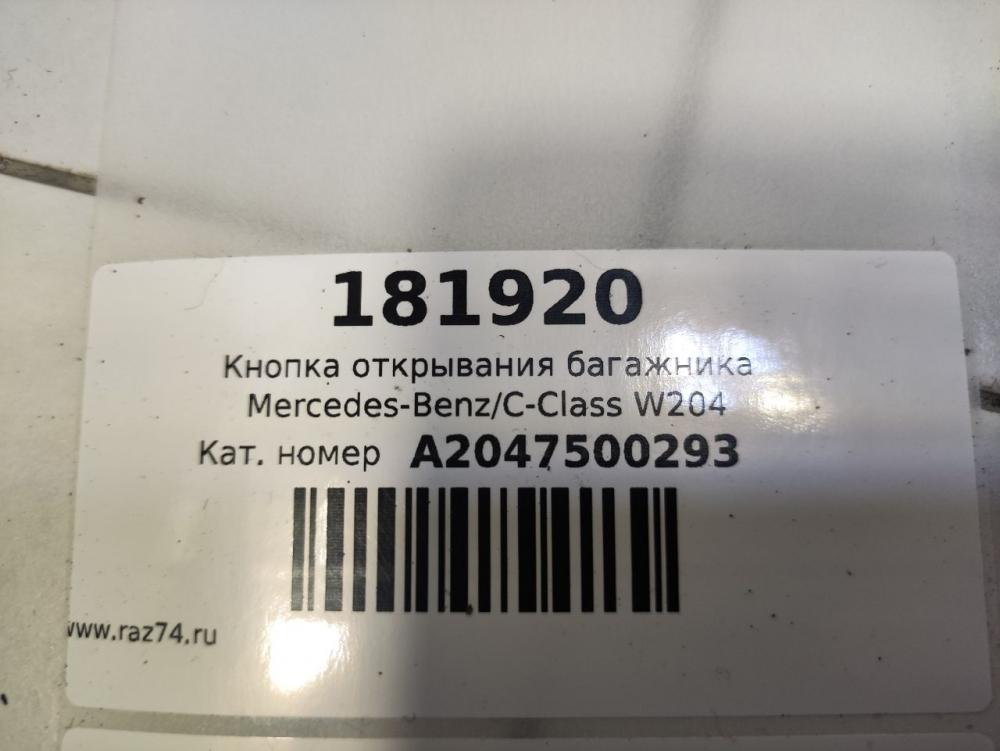 181920
Кнопка открывания багажника
Mercedes-Benz/C-Class W204
Кат. номер A2047500293
www.raz74.ru